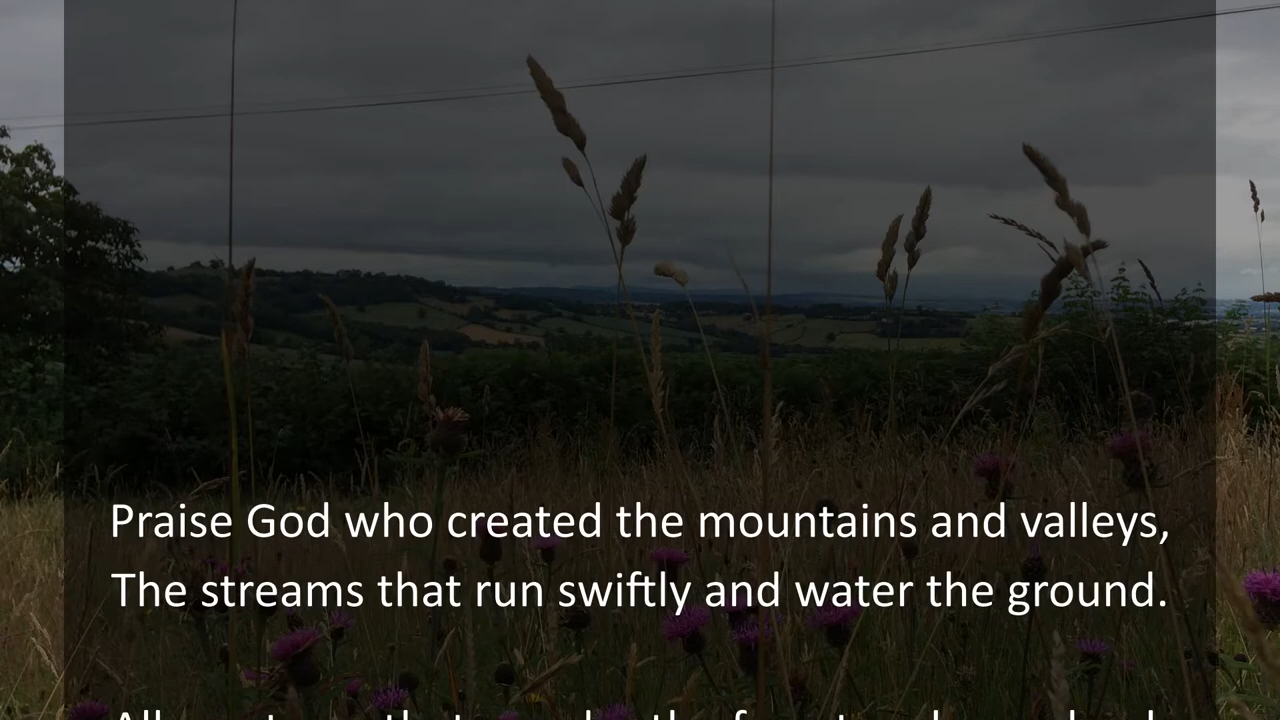 Praise God who created the mountains and valleys,
The streams that run swiftly and water the ground.